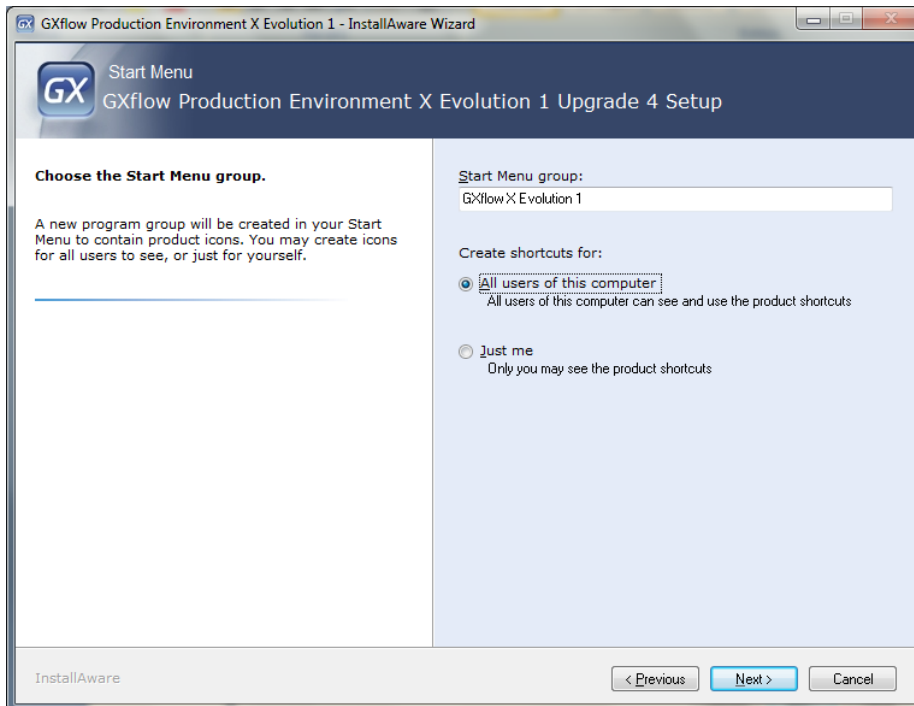 GX GXflow Production Environment X Evolution 1 - InstallAware Wizard
Start Menu
GX
GXflow Production Environment X Evolution 1 Upgrade 4 Setup
Choose the Start Menu group.
A new program group will be created in your Start
Menu to contain product icons. You may create icons
for all users to see, or just for yourself.
Start Menu group:
GXflow X Evolution 1
Create shortcuts for:
All users of this computer
All users of this computer can see and use the product shortcuts
Just me
Only you may see the product shortcuts
InstallAware
< Previous
Next >
Cancel